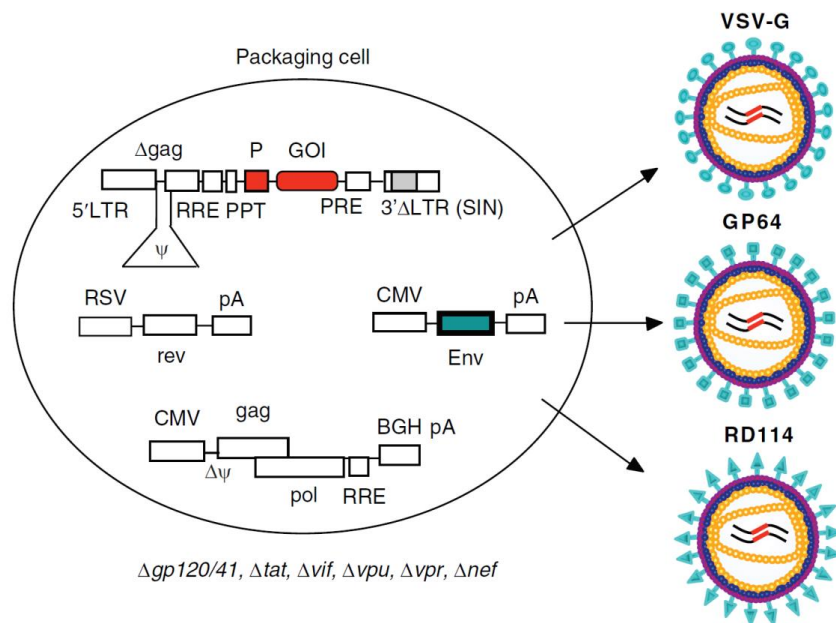 VSV-G
Packaging cell
Δgag P GOI
5′LTR RRE PPT PRE 3′ΔLTR (SIN)
ψ
GP64
RSV pA
rev
CMV pA
Env
CMV gag BGH pA
Δψ
pol RRE
RD114
Δgp120/41, Δtat, Δvif, Δvpu, Δvpr, Δnef